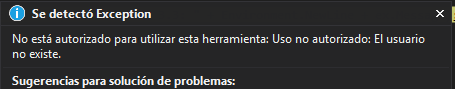 Se detectó Exception
No está autorizado para utilizar esta herramienta: Uso no autorizado: El usuario
no existe.
Sugerencias para solución de problemas: